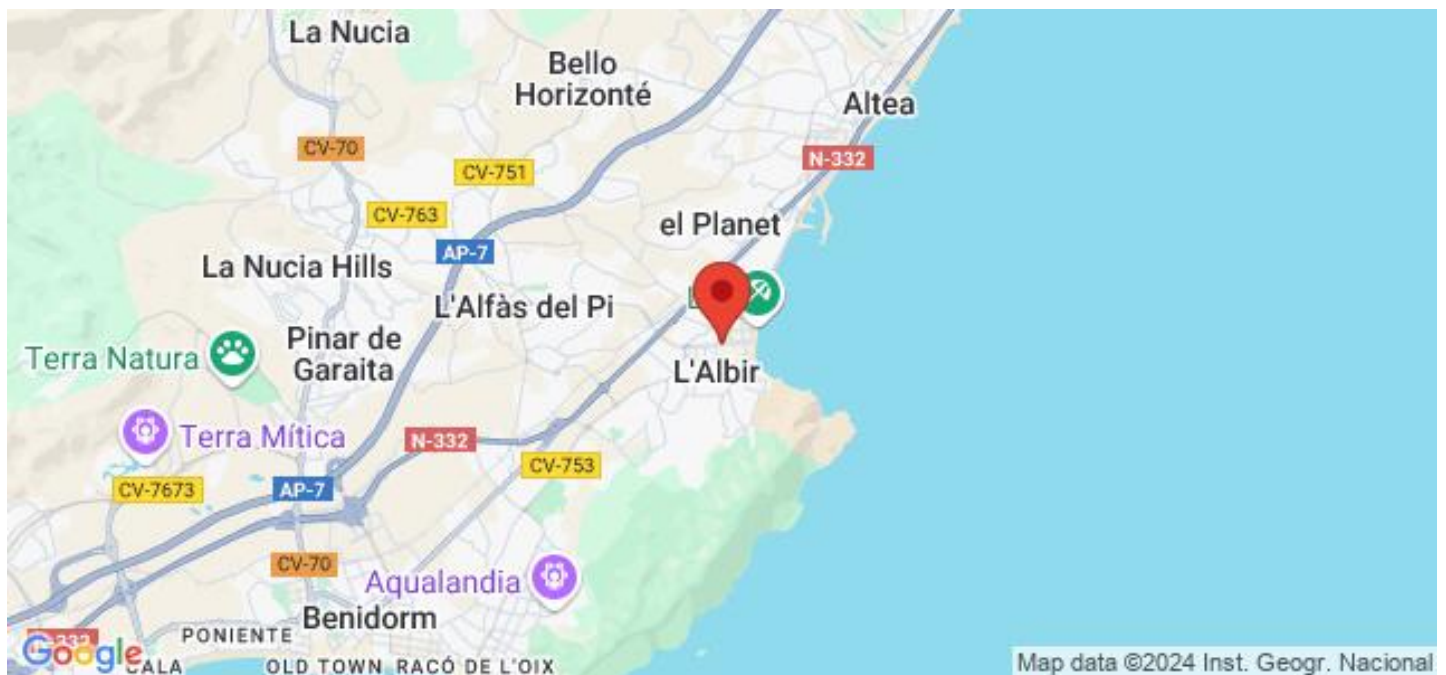 La Nucia
Bello
Horizonté
Altea
CV-70
N-332
CV-751
CV-763
el Planet
AP-7
La Nucia Hills
L'Alfàs del Pi
Pinar de
Garaita
Terra Natura
L'Albir
Terra Mítica
N-332
CV-753
CV-7673
AP-7
CV-70
Aqualandia
Benidorm
PONIENTE
Google
CALA
OLD TOWN
RACÓ DE L'OIX
Map data ©2024 Inst. Geogr. Nacional